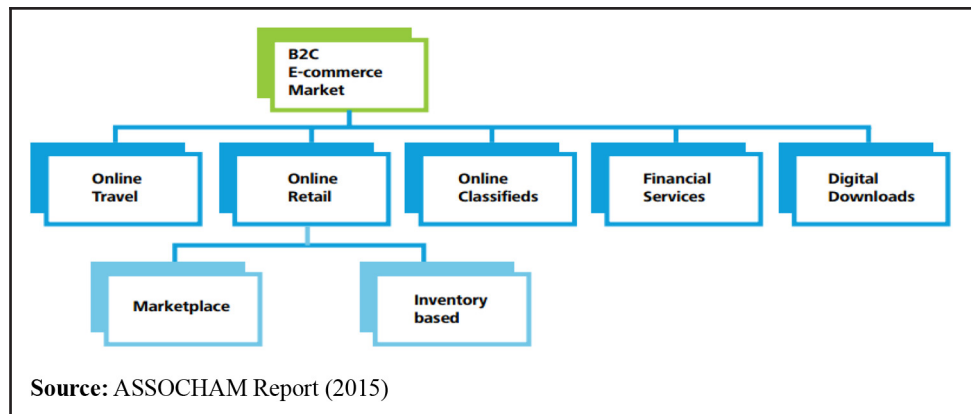 B2C
E-commerce
Market
Online
Travel
Online
Retail
Online
Classifieds
Financial
Services
Digital
Downloads
Marketplace
Inventory
based
Source: ASSOCHAM Report (2015)